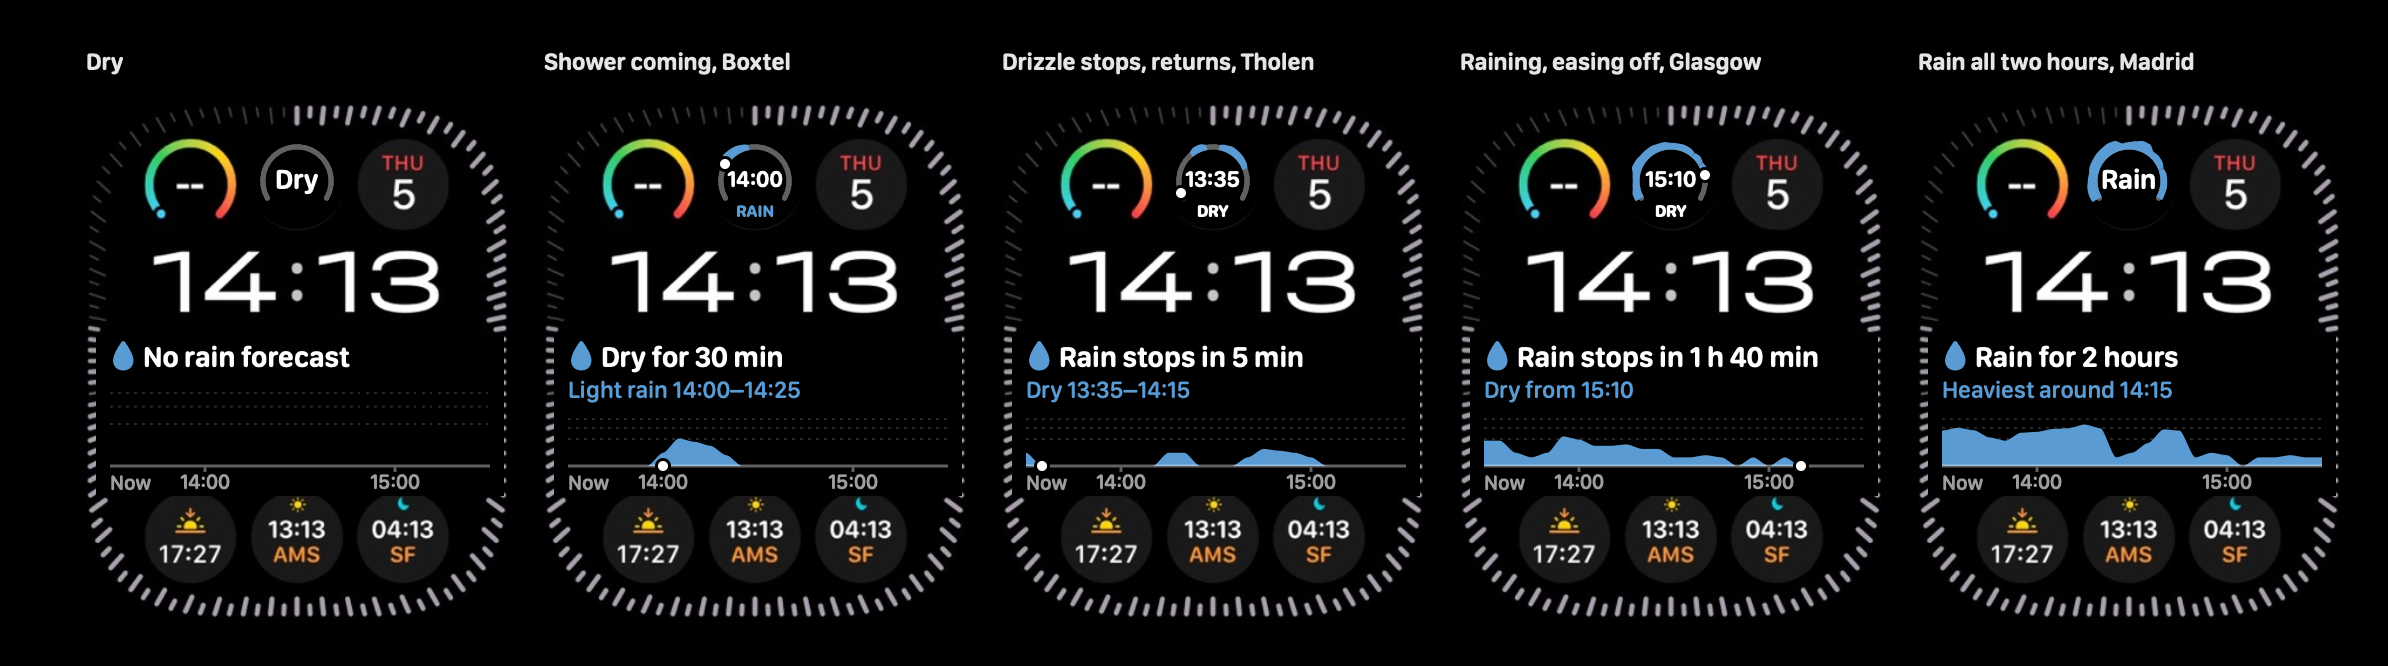 Dry
--
Dry
THU
5
14:13
No rain forecast
Now 14:00 15:00
17:27
13:13
AMS
04:13
SF
Shower coming, Boxtel
--
14:00
RAIN
THU
5
14:13
Dry for 30 min
Light rain 14:00–14:25
Now 14:00 15:00
17:27
13:13
AMS
04:13
SF
Drizzle stops, returns, Tholen
--
13:35
DRY
THU
5
14:13
Rain stops in 5 min
Dry 13:35–14:15
Now 14:00 15:00
17:27
13:13
AMS
04:13
SF
Raining, easing off, Glasgow
--
15:10
DRY
THU
5
14:13
Rain stops in 1 h 40 min
Dry from 15:10
Now 14:00 15:00
17:27
13:13
AMS
04:13
SF
Rain all two hours, Madrid
--
Rain
THU
5
14:13
Rain for 2 hours
Heaviest around 14:15
Now 14:00 15:00
17:27
13:13
AMS
04:13
SF